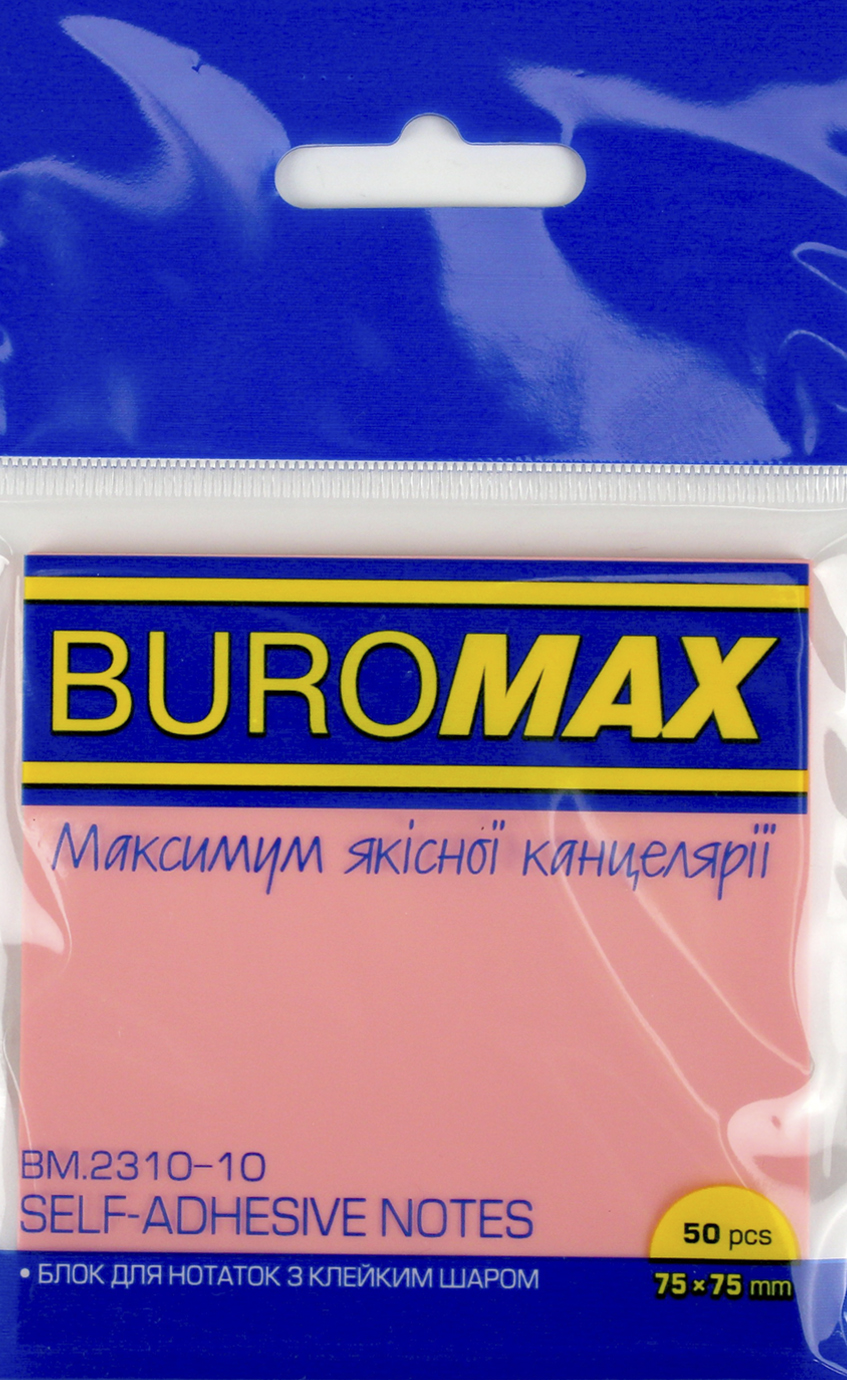 BUROMAX
Максимум якісної канцелярії
BM.2310-10
SELF-ADHESIVE NOTES
50 pcs
• БЛОК ДЛЯ НОТАТОК З КЛЕЙКИМ ШАРОМ
75×75 mm